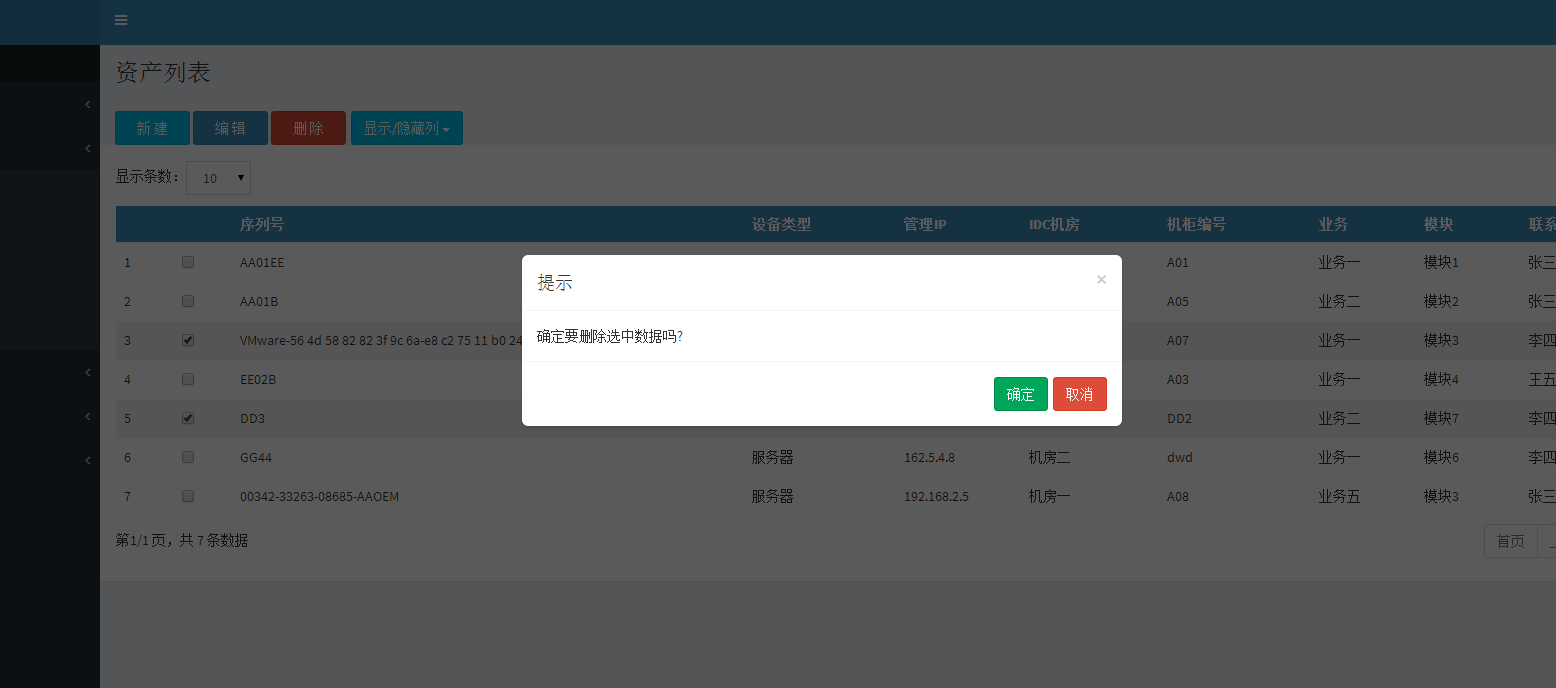 资产列表
新 建 编 辑 删 除 显示/隐藏列
显示条数： 10
序列号 设备类型 管理IP IDC机房 机柜编号 业务 模块 联系
1 AA01EE A01 业务一 模块1 张三
2 AA01B A05 业务二 模块2 张三
3 VMware-56 4d 58 82 82 3f 9c 6a-e8 c2 75 11 b0 24 A07 业务一 模块3 李四
4 EE02B A03 业务一 模块4 王五
5 DD3 DD2 业务二 模块7 李四
6 GG44 服务器 162.5.4.8 机房二 dwd 业务一 模块6 李四
7 00342-33263-08685-AAOEM 服务器 192.168.2.5 机房一 A08 业务五 模块3 张三
第1/1 页，共 7 条数据
首页
提示 ×
确定要删除选中数据吗?
确定 取消